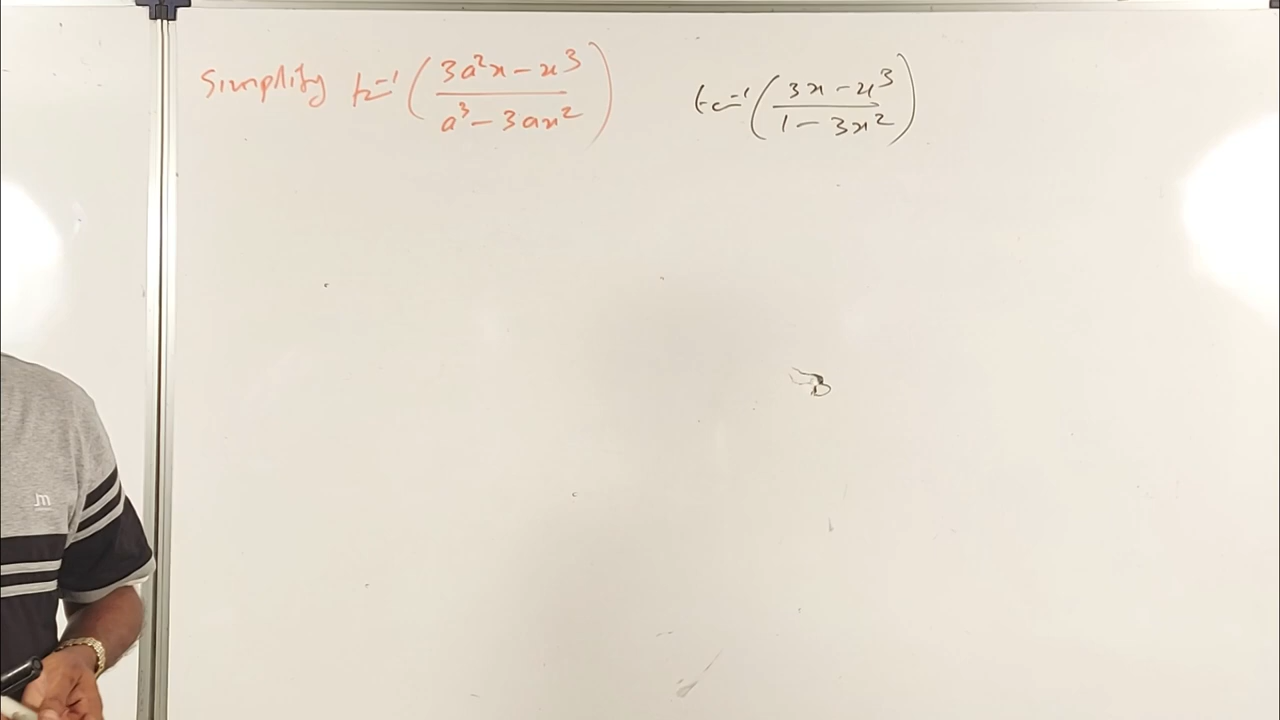 Simplify tan⁻¹ ( (3a²x − x³) / (a³ − 3ax²) )
tan⁻¹ ( (3x − x³) / (1 − 3x²) )
m